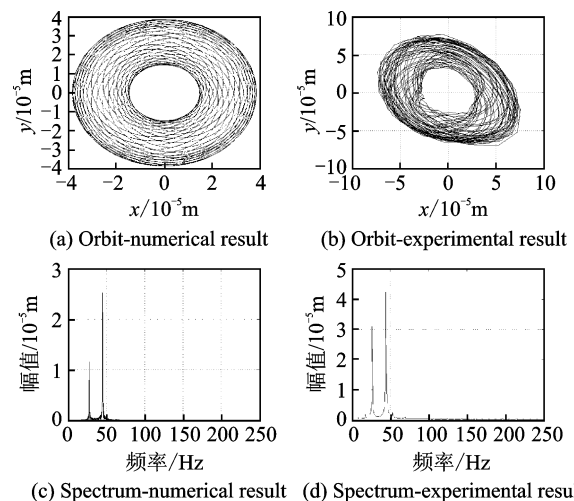 4
3
2
1
0
−1
−2
−3
−4
y/10⁻⁵m
−4 −2 0 2 4
x/10⁻⁵m
(a) Orbit-numerical result
10
5
0
−5
−10
y/10⁻⁵m
−10 −5 0 5 10
x/10⁻⁵m
(b) Orbit-experimental result
3
2
1
幅值/10⁻⁵m
0 50 100 150 200 250
频率/Hz
(c) Spectrum-numerical result
5
4
3
2
1
0
幅值/10⁻⁵m
0 50 100 150 200 250
频率/Hz
(d) Spectrum-experimental resu